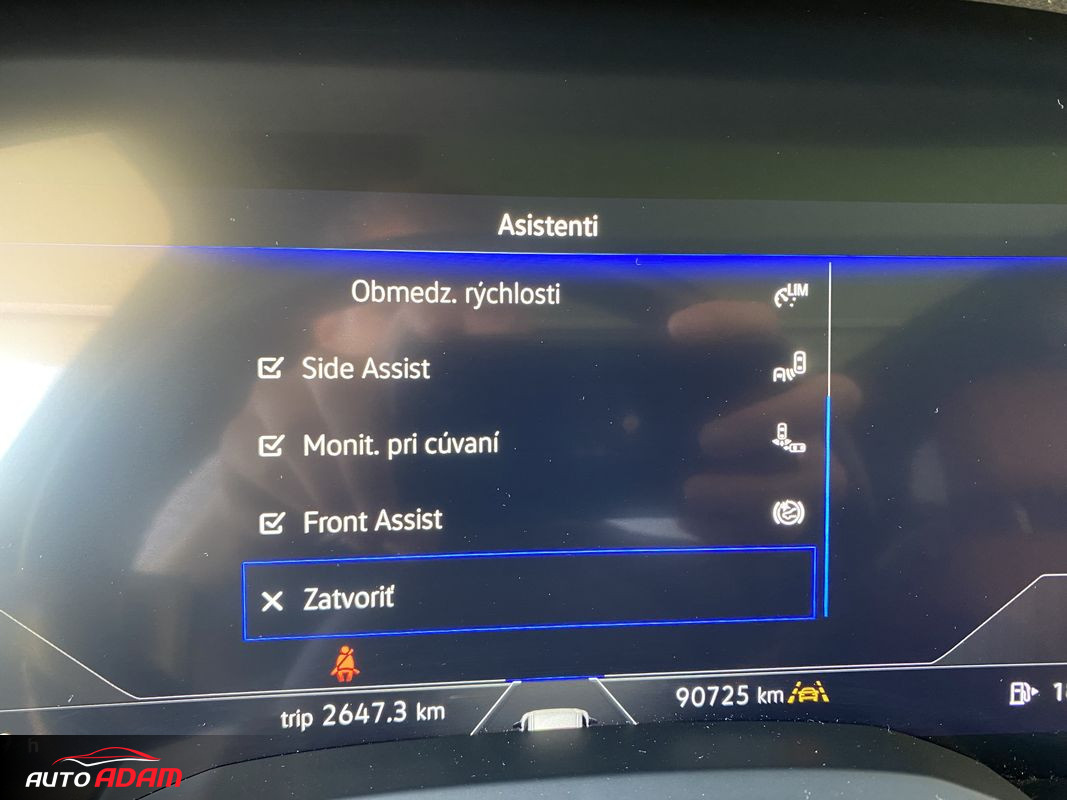 Asistenti
Obmedz. rýchlosti
LIM
Side Assist
Monit. pri cúvaní
Front Assist
Zatvoriť
trip 2647.3 km
90725 km
h
AUTO ADAM